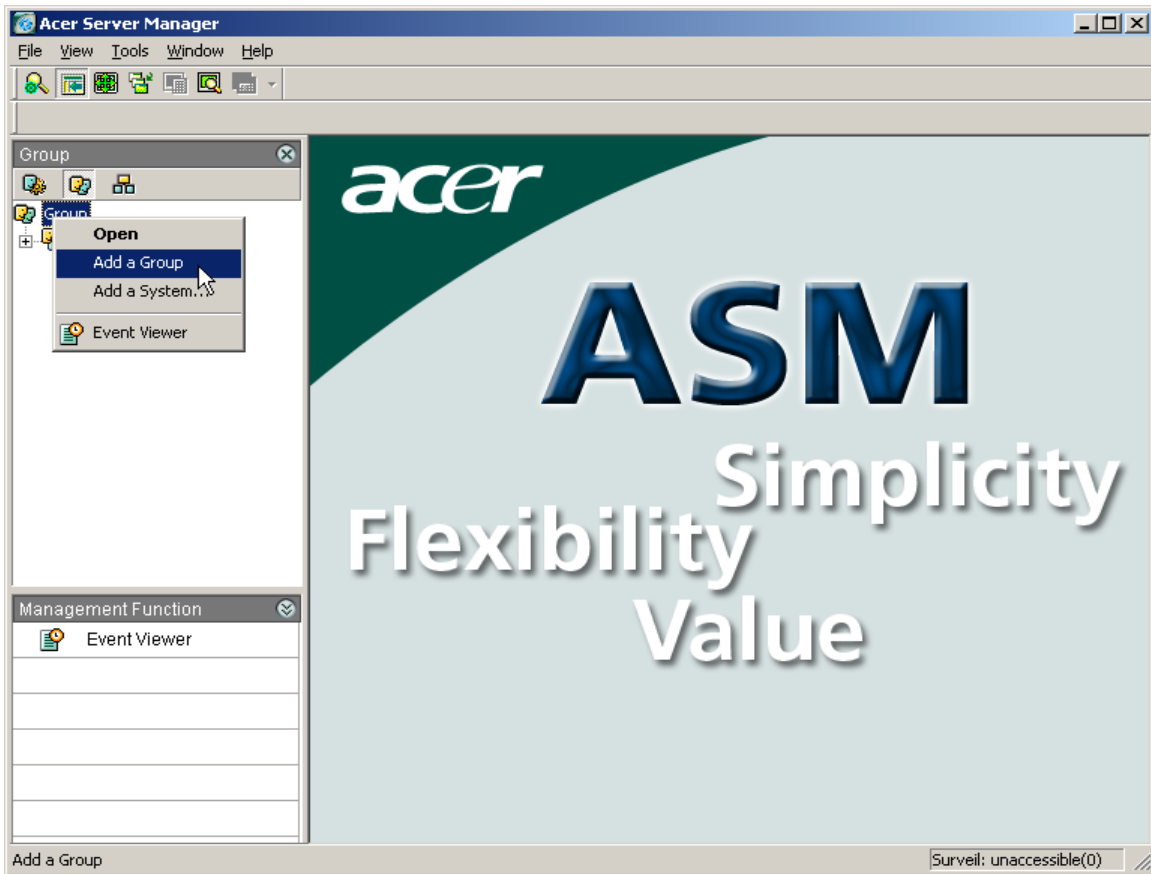 Acer Server Manager
File View Tools Window Help
Group
Group
Open
Add a Group
Add a System...
Event Viewer
Management Function
Event Viewer
acer
ASM
Simplicity
Flexibility
Value
Add a Group
Surveil: unaccessible(0)